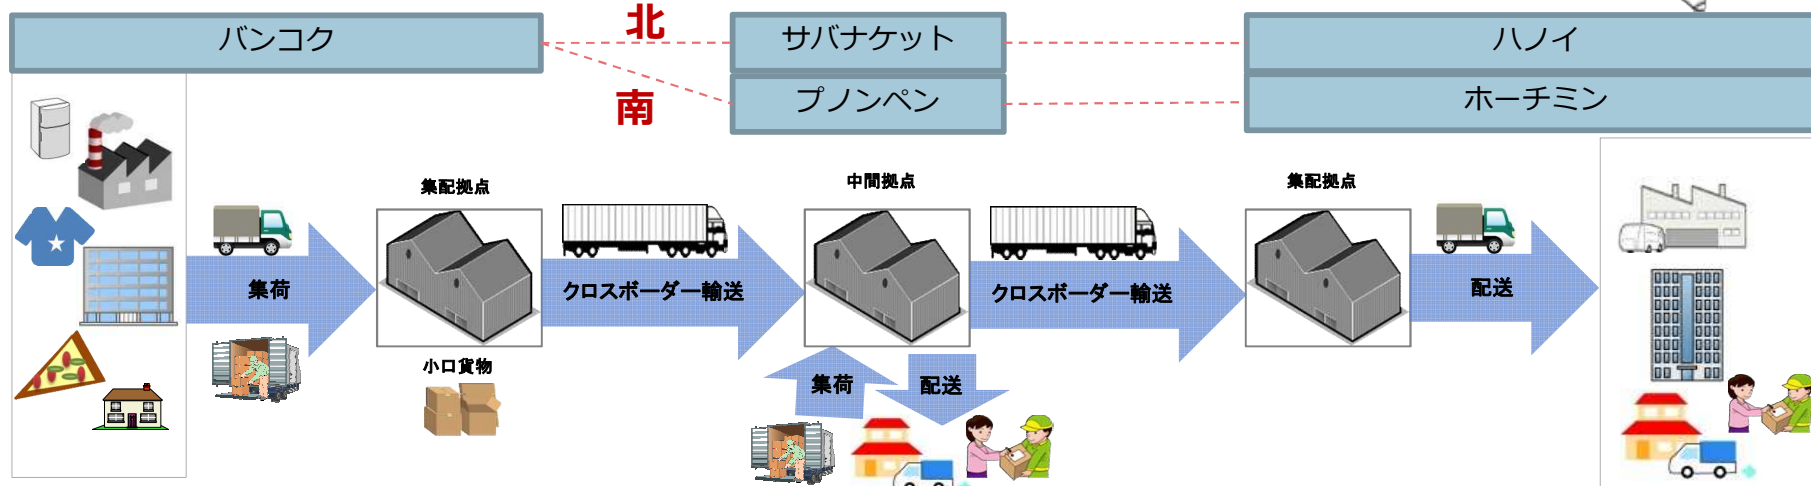 バンコク
北
サバナケット
ハノイ
南
プノンペン
ホーチミン
集配拠点
中間拠点
集配拠点
集荷
クロスボーダー輸送
クロスボーダー輸送
配送
小口貨物
集荷
配送